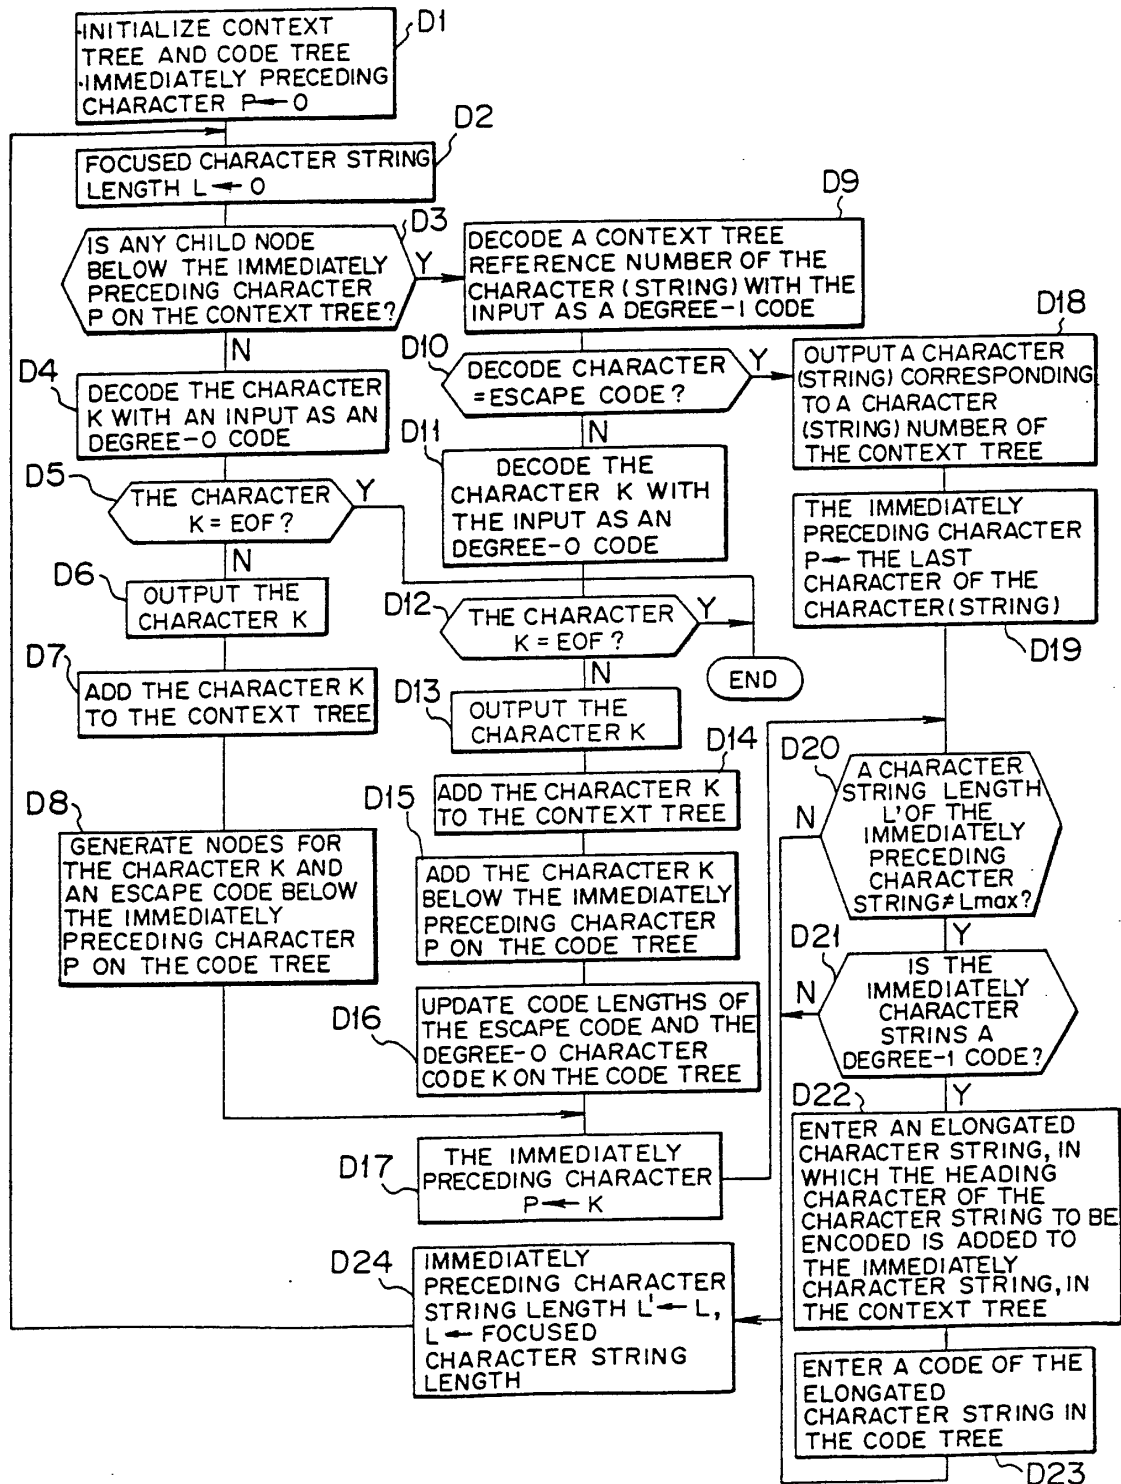 D1
·INITIALIZE CONTEXT
TREE AND CODE TREE
·IMMEDIATELY PRECEDING
CHARACTER P←0
D2
FOCUSED CHARACTER STRING
LENGTH L←0
D3
IS ANY CHILD NODE
BELOW THE IMMEDIATELY
PRECEDING CHARACTER
P ON THE CONTEXT TREE?
Y
N
D4
DECODE THE CHARACTER
K WITH AN INPUT AS AN
DEGREE-0 CODE
D5
THE CHARACTER
K=EOF?
Y
N
D6
OUTPUT THE
CHARACTER K
D7
ADD THE CHARACTER K
TO THE CONTEXT TREE
D8
GENERATE NODES FOR
THE CHARACTER K AND
AN ESCAPE CODE BELOW
THE IMMEDIATELY
PRECEDING CHARACTER
P ON THE CODE TREE
D9
DECODE A CONTEXT TREE
REFERENCE NUMBER OF THE
CHARACTER (STRING) WITH THE
INPUT AS A DEGREE-1 CODE
D10
DECODE CHARACTER
=ESCAPE CODE?
Y
N
D11
DECODE THE
CHARACTER K WITH
THE INPUT AS AN
DEGREE-0 CODE
D12
THE CHARACTER
K=EOF?
Y
N
END
D13
OUTPUT THE
CHARACTER K
D14
ADD THE CHARACTER K
TO THE CONTEXT TREE
D15
ADD THE CHARACTER K
BELOW THE IMMEDIATELY
PRECEDING CHARACTER
P ON THE CODE TREE
D16
UPDATE CODE LENGTHS OF
THE ESCAPE CODE AND THE
DEGREE-0 CHARACTER
CODE K ON THE CODE TREE
D17
THE IMMEDIATELY
PRECEDING CHARACTER
P←K
D18
OUTPUT A CHARACTER
(STRING) CORRESPONDING
TO A CHARACTER
(STRING) NUMBER OF
THE CONTEXT TREE
THE IMMEDIATELY
PRECEDING CHARACTER
P←THE LAST
CHARACTER OF THE
CHARACTER (STRING)
D19
D20
A CHARACTER
STRING LENGTH
L' OF THE
IMMEDIATELY
PRECEDING
CHARACTER
STRING≠Lmax?
N
Y
D21
IS THE
IMMEDIATELY
CHARACTER
STRINS A
DEGREE-1 CODE?
N
Y
D22
ENTER AN ELONGATED
CHARACTER STRING, IN
WHICH THE HEADING
CHARACTER OF THE
CHARACTER STRING TO BE
ENCODED IS ADDED TO
THE IMMEDIATELY
CHARACTER STRING, IN
THE CONTEXT TREE
ENTER A CODE OF THE
ELONGATED
CHARACTER STRING IN
THE CODE TREE
D23
D24
IMMEDIATELY
PRECEDING CHARACTER
STRING LENGTH L'←L,
L←FOCUSED
CHARACTER STRING
LENGTH